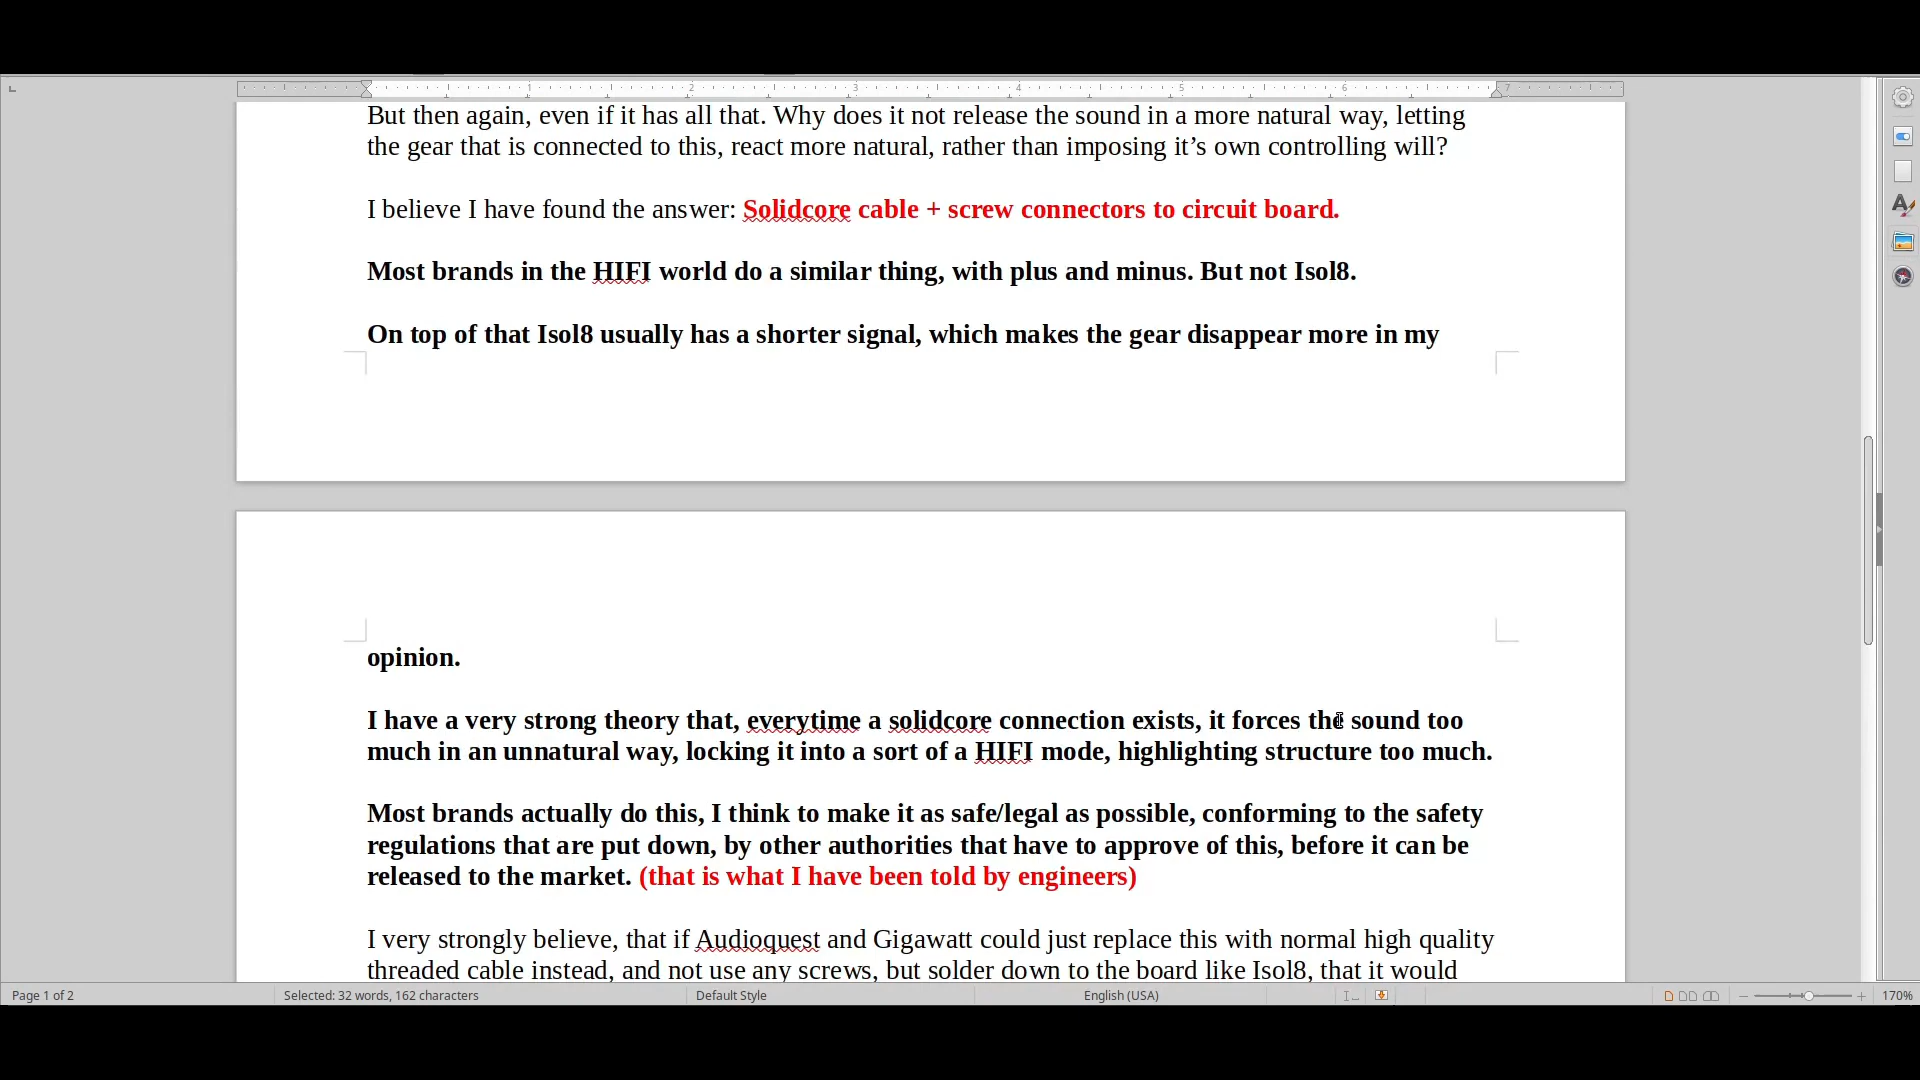 1 2 3 4 5 6 7
But then again, even if it has all that. Why does it not release the sound in a more natural way, letting
the gear that is connected to this, react more natural, rather than imposing it’s own controlling will?
I believe I have found the answer: Solidcore cable + screw connectors to circuit board.
Most brands in the HIFI world do a similar thing, with plus and minus. But not Isol8.
On top of that Isol8 usually has a shorter signal, which makes the gear disappear more in my
opinion.
I have a very strong theory that, everytime a solidcore connection exists, it forces the sound too
much in an unnatural way, locking it into a sort of a HIFI mode, highlighting structure too much.
Most brands actually do this, I think to make it as safe/legal as possible, conforming to the safety
regulations that are put down, by other authorities that have to approve of this, before it can be
released to the market. (that is what I have been told by engineers)
I very strongly believe, that if Audioquest and Gigawatt could just replace this with normal high quality
threaded cable instead, and not use any screws, but solder down to the board like Isol8, that it would
Page 1 of 2 Selected: 32 words, 162 characters Default Style English (USA) 170%